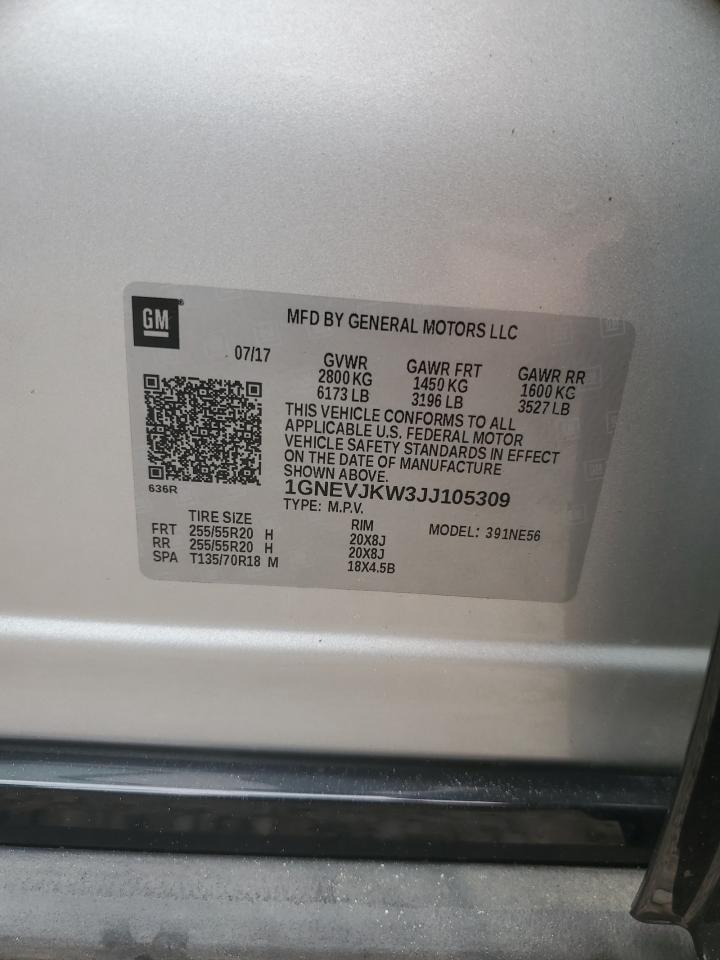 GM
MFD BY GENERAL MOTORS LLC
07/17
GVWR GAWR FRT GAWR RR
2800 KG 1450 KG 1600 KG
6173 LB 3196 LB 3527 LB
THIS VEHICLE CONFORMS TO ALL
APPLICABLE U.S. FEDERAL MOTOR
VEHICLE SAFETY STANDARDS IN EFFECT
ON THE DATE OF MANUFACTURE
SHOWN ABOVE.
636R
1GNEVJKW3JJ105309
TYPE: M.P.V.
MODEL: 391NE56
TIRE SIZE RIM
FRT 255/55R20 H 20X8J
RR 255/55R20 H 20X8J
SPA T135/70R18 M 18X4.5B